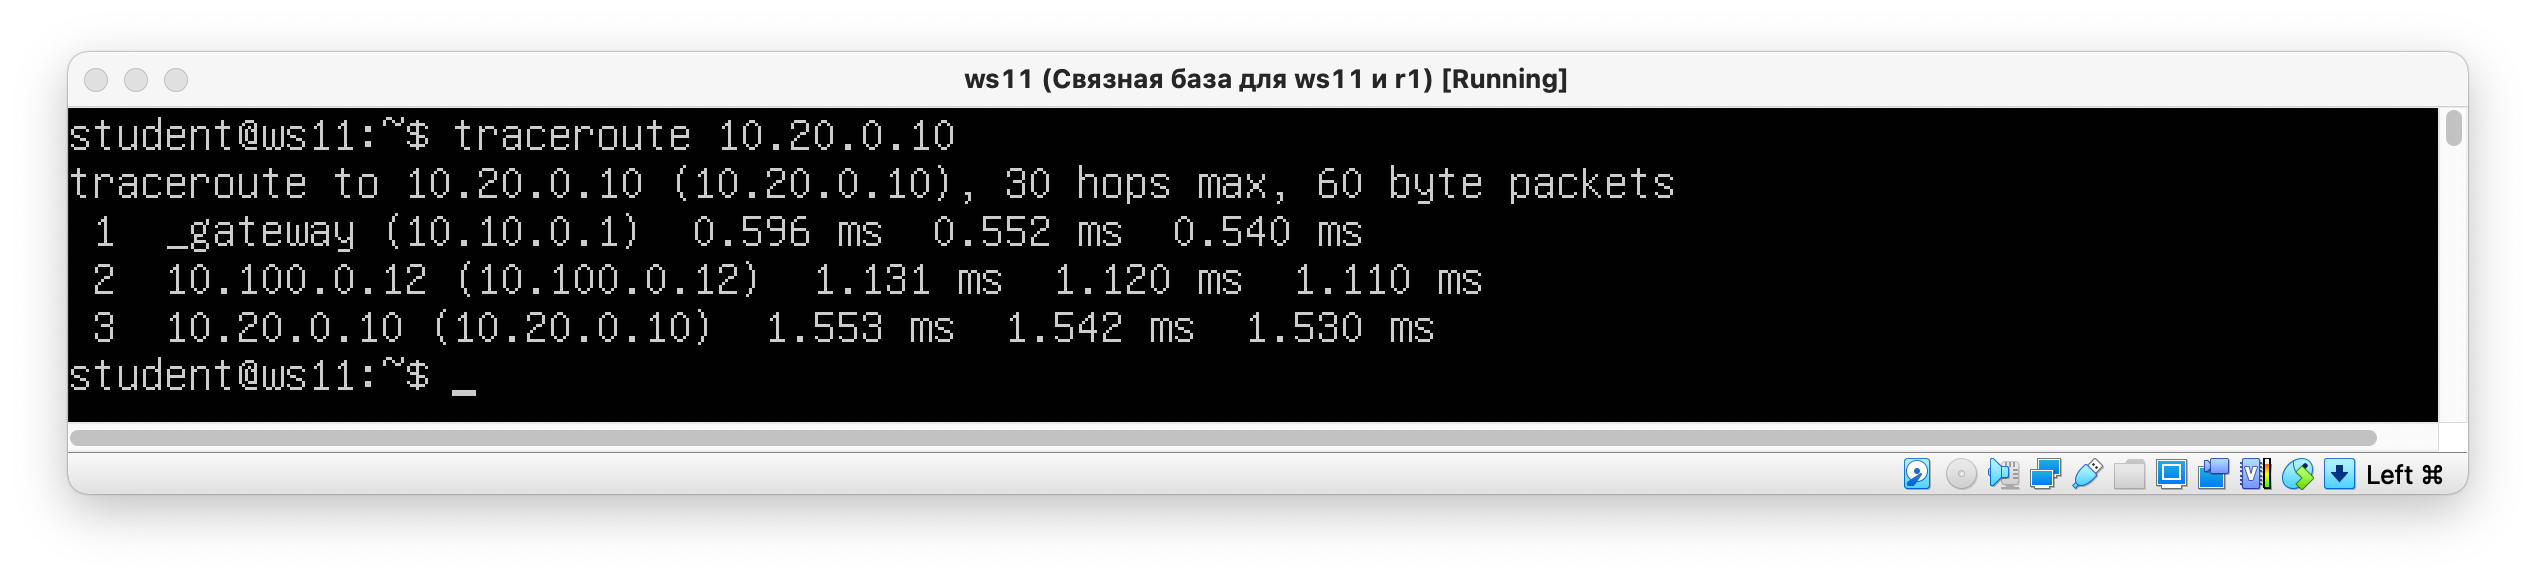 ws11 (Связная база для ws11 и r1) [Running]
student@ws11:~$ traceroute 10.20.0.10
traceroute to 10.20.0.10 (10.20.0.10), 30 hops max, 60 byte packets
 1  _gateway (10.10.0.1)  0.596 ms  0.552 ms  0.540 ms
 2  10.100.0.12 (10.100.0.12)  1.131 ms  1.120 ms  1.110 ms
 3  10.20.0.10 (10.20.0.10)  1.553 ms  1.542 ms  1.530 ms
student@ws11:~$ _
Left ⌘